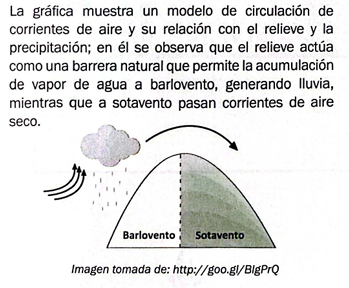 La gráfica muestra un modelo de circulación de
corrientes de aire y su relación con el relieve y la
precipitación; en él se observa que el relieve actúa
como una barrera natural que permite la acumulación
de vapor de agua a barlovento, generando lluvia,
mientras que a sotavento pasan corrientes de aire
seco.
Barlovento Sotavento
Imagen tomada de: http://goo.gl/BlgPrQ